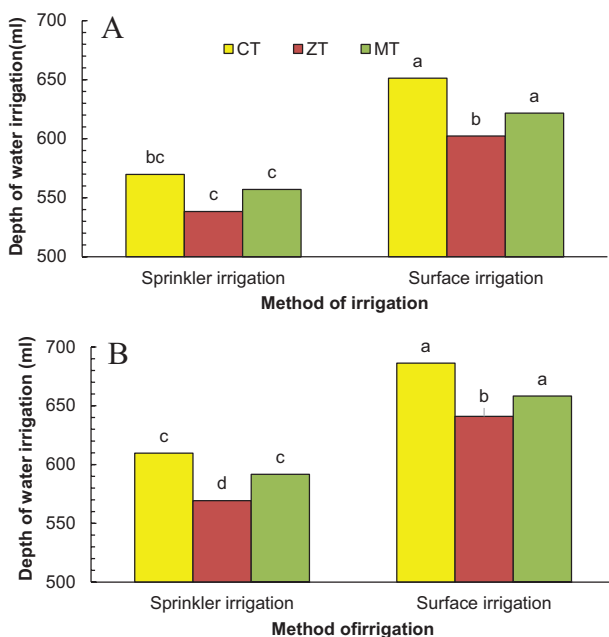 A
Depth of water irrigation(ml)
700
650
600
550
500
CT ZT MT
bc c c a b a
Sprinkler irrigation Surface irrigation
Method of irrigation
B
Depth of water irrigation (ml)
700
650
600
550
500
c d c a b a
Sprinkler irrigation Surface irrigation
Method ofirrigation